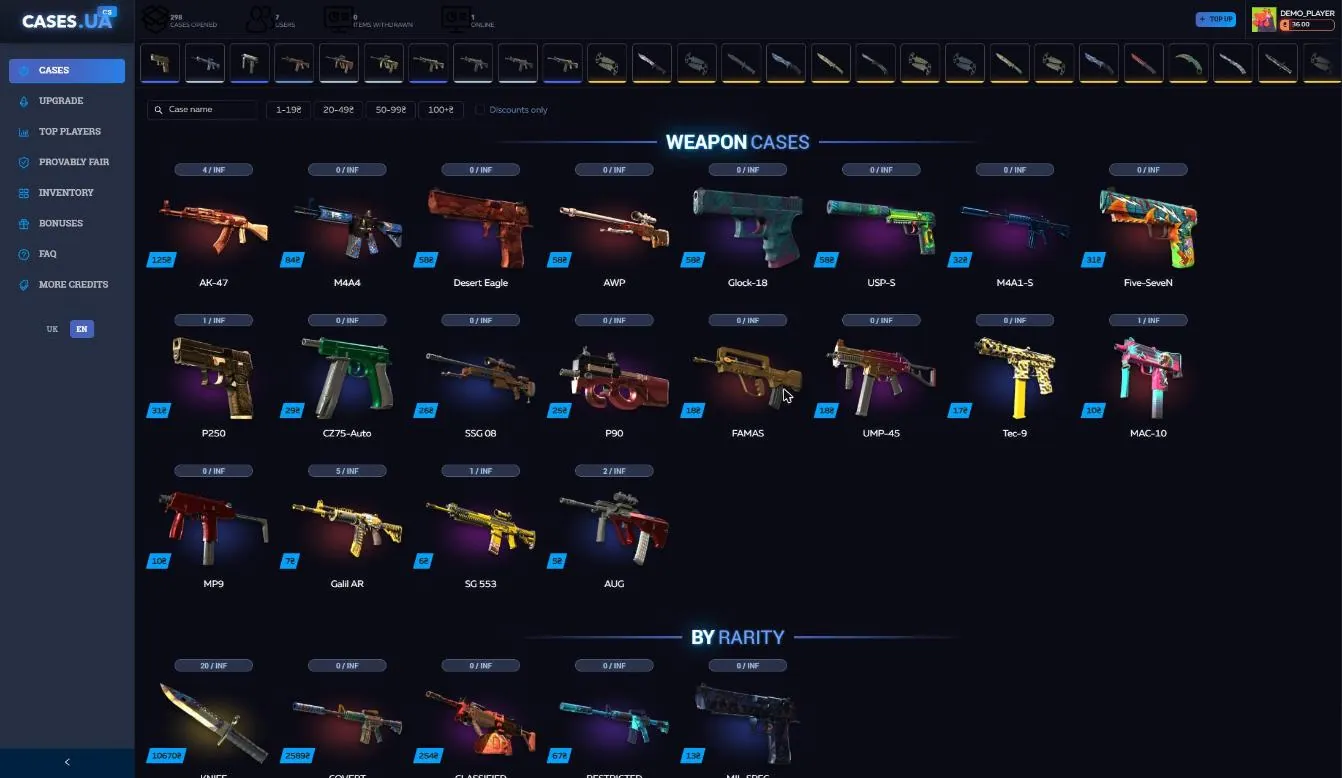 CASES.UA CS
298
CASES OPENED
7
USERS
0
ITEMS WITHDRAWN
1
ONLINE
+ TOP UP
DEMO_PLAYER
36.00
CASES
UPGRADE
TOP PLAYERS
PROVABLY FAIR
INVENTORY
BONUSES
FAQ
MORE CREDITS
UK EN
Case name
1-19₴ 20-49₴ 50-99₴ 100+₴ Discounts only
WEAPON CASES
4 / INF 0 / INF 0 / INF 0 / INF 0 / INF 0 / INF 0 / INF 0 / INF
125₴ 84₴ 58₴ 58₴ 58₴ 58₴ 32₴ 31₴
AK-47 M4A4 Desert Eagle AWP Glock-18 USP-S M4A1-S Five-SeveN
1 / INF 0 / INF 0 / INF 0 / INF 0 / INF 0 / INF 0 / INF 1 / INF
31₴ 29₴ 26₴ 25₴ 18₴ 18₴ 17₴ 10₴
P250 CZ75-Auto SSG 08 P90 FAMAS UMP-45 Tec-9 MAC-10
0 / INF 5 / INF 1 / INF 2 / INF
10₴ 7₴ 6₴ 5₴
MP9 Galil AR SG 553 AUG
BY RARITY
20 / INF 0 / INF 0 / INF 0 / INF 0 / INF
10670₴ 2589₴ 254₴ 67₴ 13₴
KNIFE COVERT CLASSIFIED RESTRICTED MIL-SPEC
<